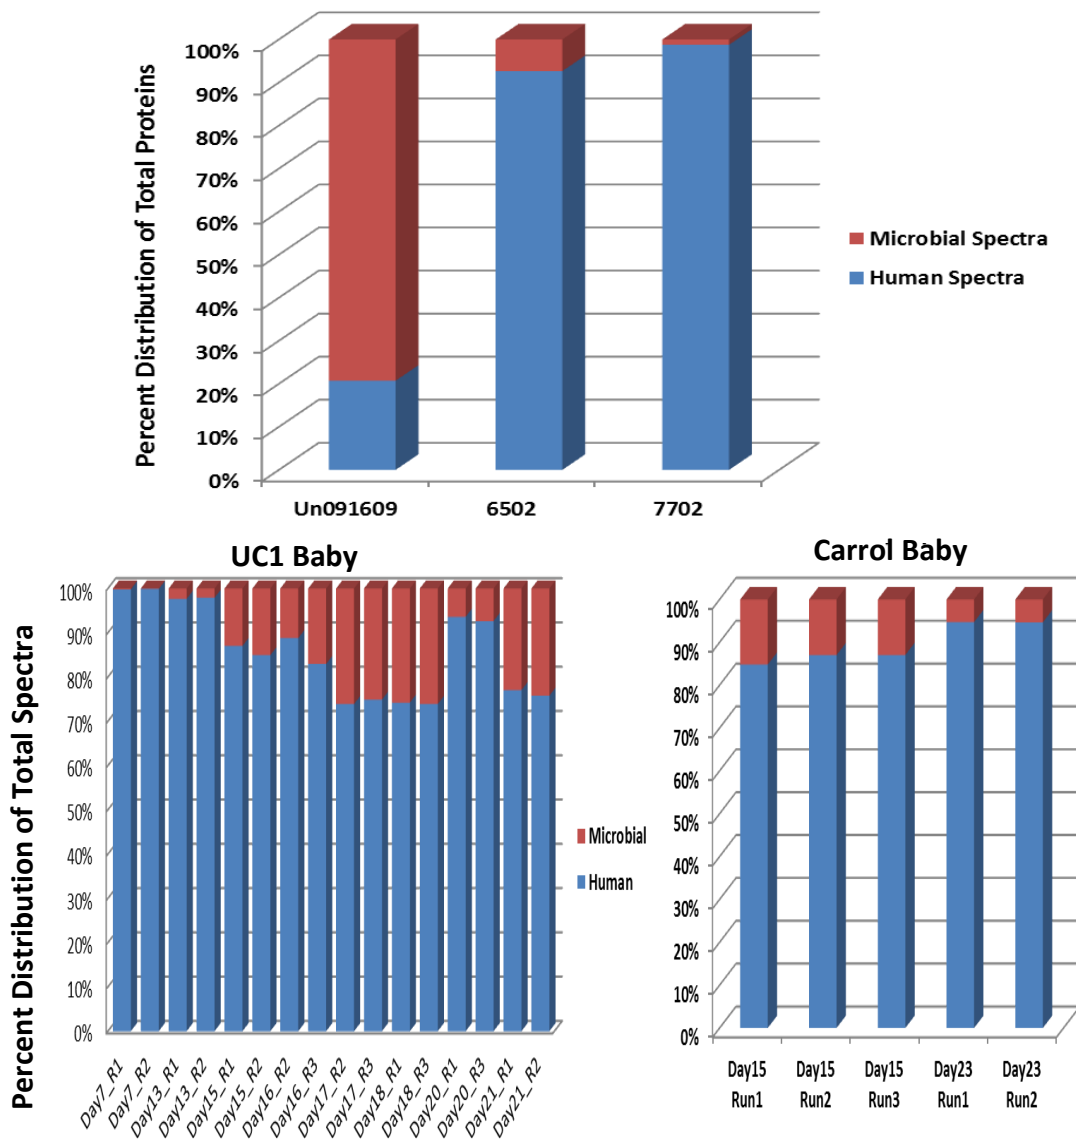 Percent Distribution of Total Proteins
100%
90%
80%
70%
60%
50%
40%
30%
20%
10%
0%
Un091609
6502
7702
Microbial Spectra
Human Spectra
UC1 Baby
Percent Distribution of Total Spectra
100%
90%
80%
70%
60%
50%
40%
30%
20%
10%
0%
Day7_R1
Day7_R2
Day13_R1
Day13_R2
Day15_R1
Day15_R2
Day16_R2
Day16_R3
Day17_R2
Day17_R3
Day18_R1
Day18_R3
Day20_R1
Day20_R3
Day21_R1
Day21_R2
Microbial
Human
Carrol Baby
100%
90%
80%
70%
60%
50%
40%
30%
20%
10%
0%
Day15 Day15 Day15 Day23 Day23
Run1 Run2 Run3 Run1 Run2